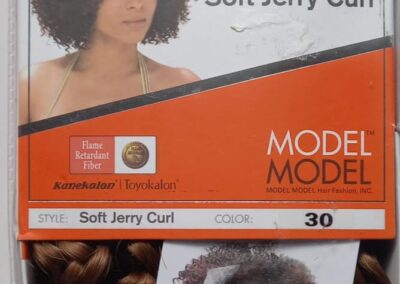 Soft Jerry Curl
Flame
Retardant
Fiber
Kanekalon® | Toyokalon®
MODEL™
MODEL
MODEL MODEL Hair Fashion, INC.
STYLE: Soft Jerry Curl COLOR: 30